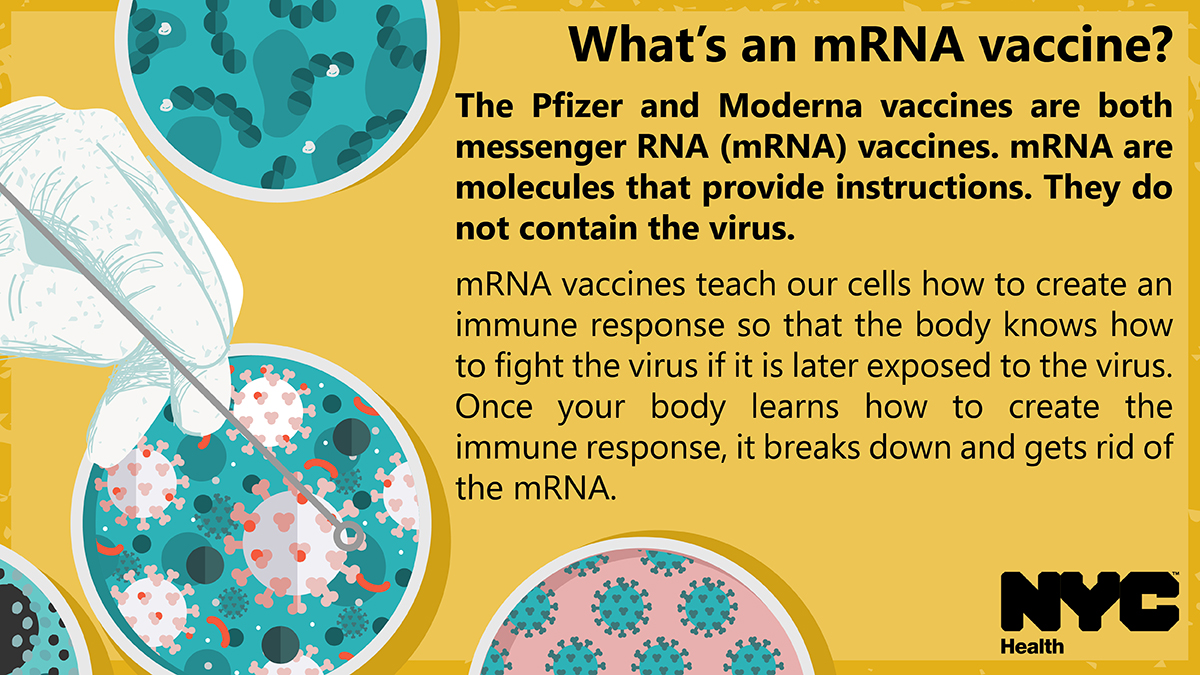 What's an mRNA vaccine?
The Pfizer and Moderna vaccines are both
messenger RNA (mRNA) vaccines. mRNA are
molecules that provide instructions. They do
not contain the virus.
mRNA vaccines teach our cells how to create an
immune response so that the body knows how
to fight the virus if it is later exposed to the virus.
Once your body learns how to create the
immune response, it breaks down and gets rid of
the mRNA.
NYC™
Health